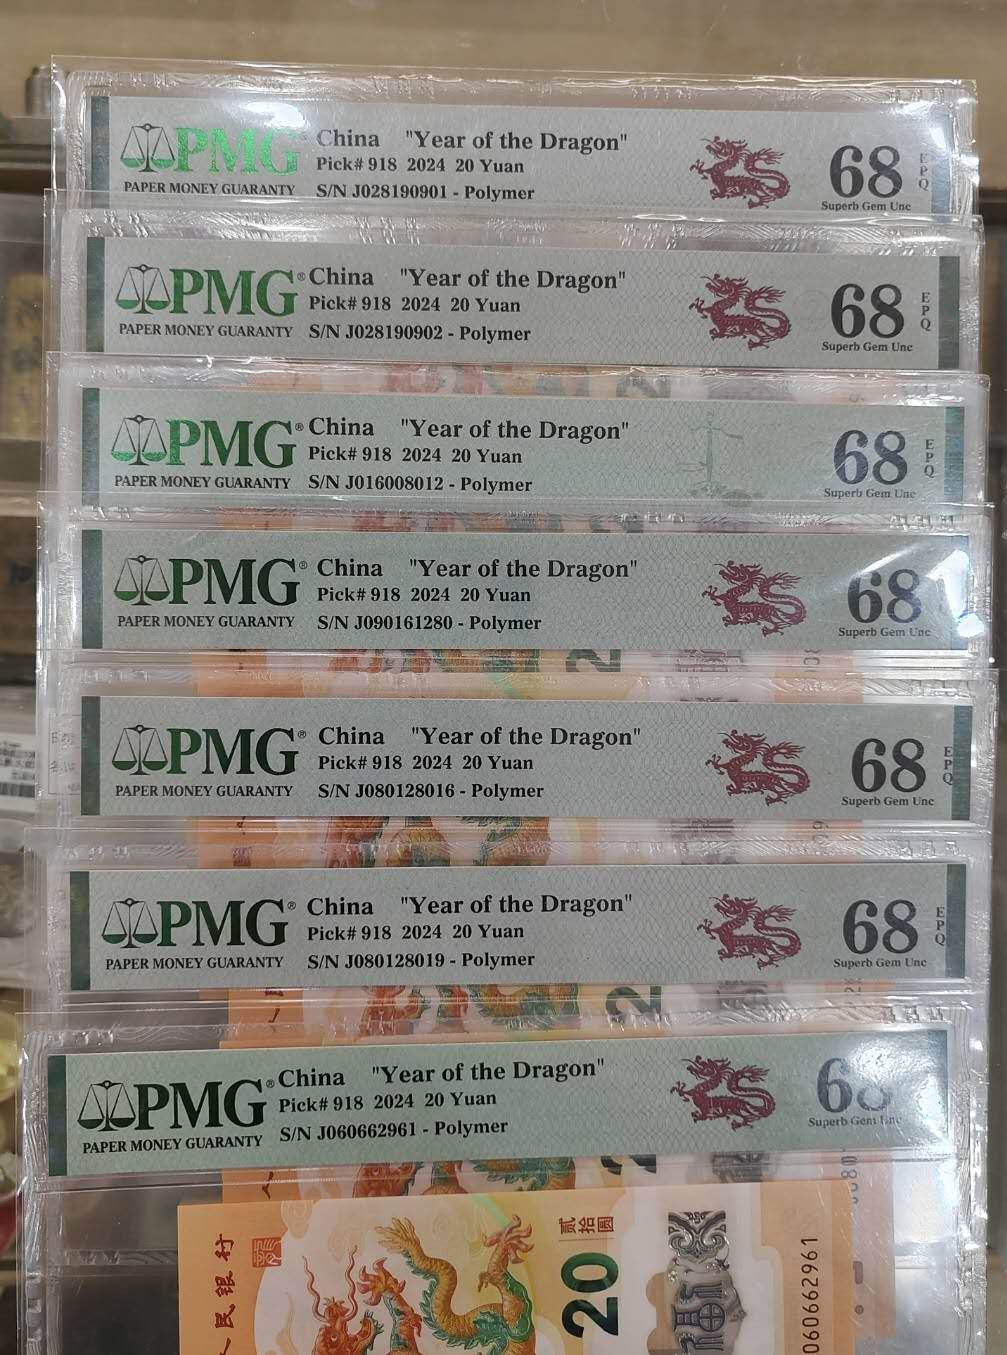 PMG
PAPER MONEY GUARANTY
China "Year of the Dragon"
Pick# 918 2024 20 Yuan
S/N J028190901 - Polymer
68
EPQ
Superb Gem Unc
PMG®
PAPER MONEY GUARANTY
China "Year of the Dragon"
Pick# 918 2024 20 Yuan
S/N J028190902 - Polymer
68
EPQ
Superb Gem Unc
PMG®
PAPER MONEY GUARANTY
China "Year of the Dragon"
Pick# 918 2024 20 Yuan
S/N J016008012 - Polymer
68
EPQ
Superb Gem Unc
PMG®
PAPER MONEY GUARANTY
China "Year of the Dragon"
Pick# 918 2024 20 Yuan
S/N J090161280 - Polymer
68
Superb Gem Unc
PMG®
PAPER MONEY GUARANTY
China "Year of the Dragon"
Pick# 918 2024 20 Yuan
S/N J080128016 - Polymer
68
EPQ
Superb Gem Unc
PMG®
PAPER MONEY GUARANTY
China "Year of the Dragon"
Pick# 918 2024 20 Yuan
S/N J080128019 - Polymer
68
EPQ
Superb Gem Unc
PMG®
PAPER MONEY GUARANTY
China "Year of the Dragon"
Pick# 918 2024 20 Yuan
S/N J060662961 - Polymer
68
Superb Gem Unc
人民银行
贰拾圆
20
060662961